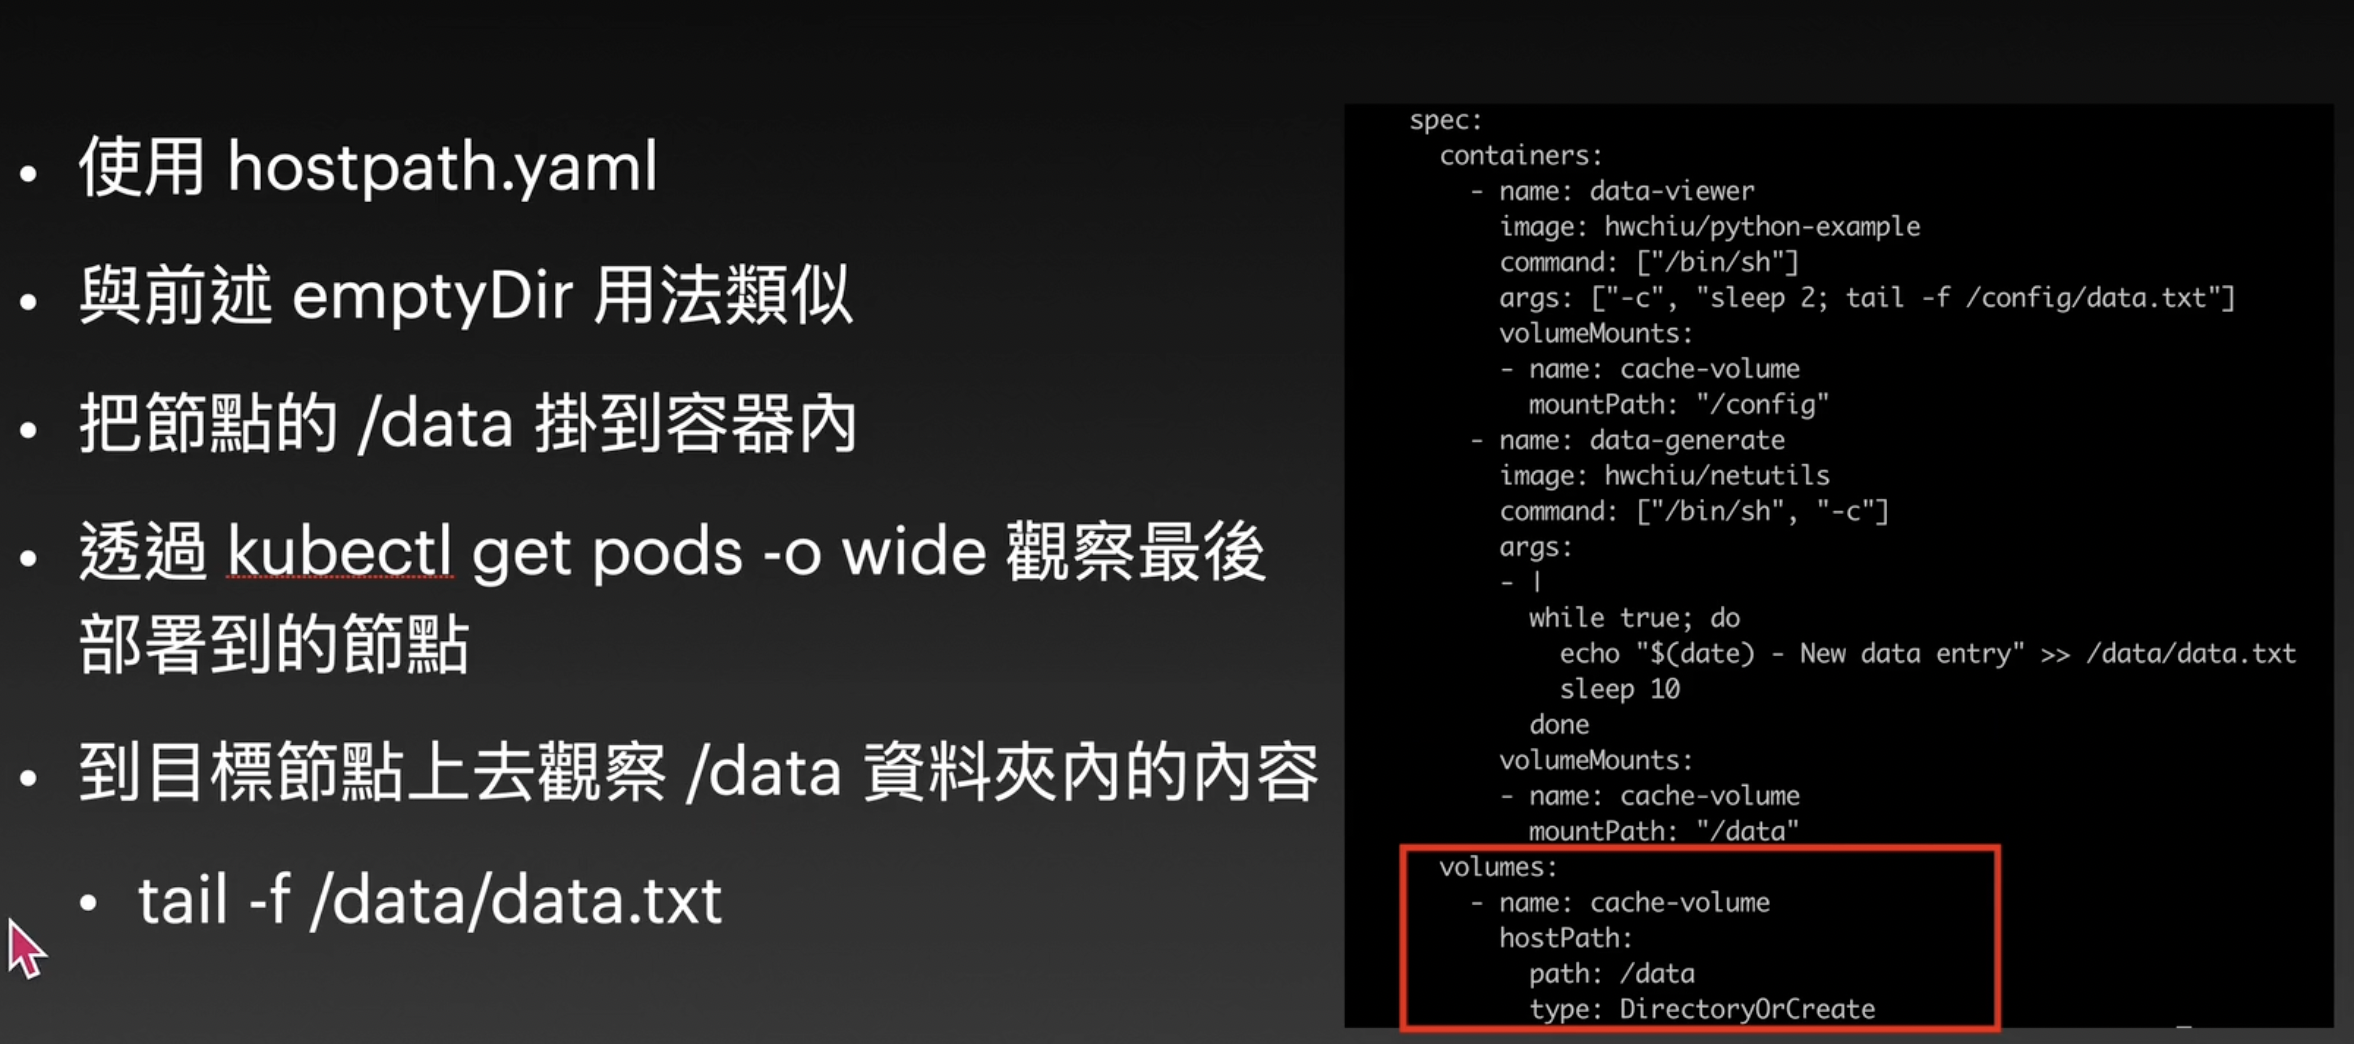 • 使用 hostpath.yaml
• 與前述 emptyDir 用法類似
• 把節點的 /data 掛到容器內
• 透過 kubectl get pods -o wide 觀察最後
部署到的節點
• 到目標節點上去觀察 /data 資料夾內的內容
• tail -f /data/data.txt
spec:
  containers:
    - name: data-viewer
      image: hwchiu/python-example
      command: ["/bin/sh"]
      args: ["-c", "sleep 2; tail -f /config/data.txt"]
      volumeMounts:
      - name: cache-volume
        mountPath: "/config"
    - name: data-generate
      image: hwchiu/netutils
      command: ["/bin/sh", "-c"]
      args:
      - |
        while true; do
          echo "$(date) - New data entry" >> /data/data.txt
          sleep 10
        done
      volumeMounts:
      - name: cache-volume
        mountPath: "/data"
  volumes:
    - name: cache-volume
      hostPath:
        path: /data
        type: DirectoryOrCreate